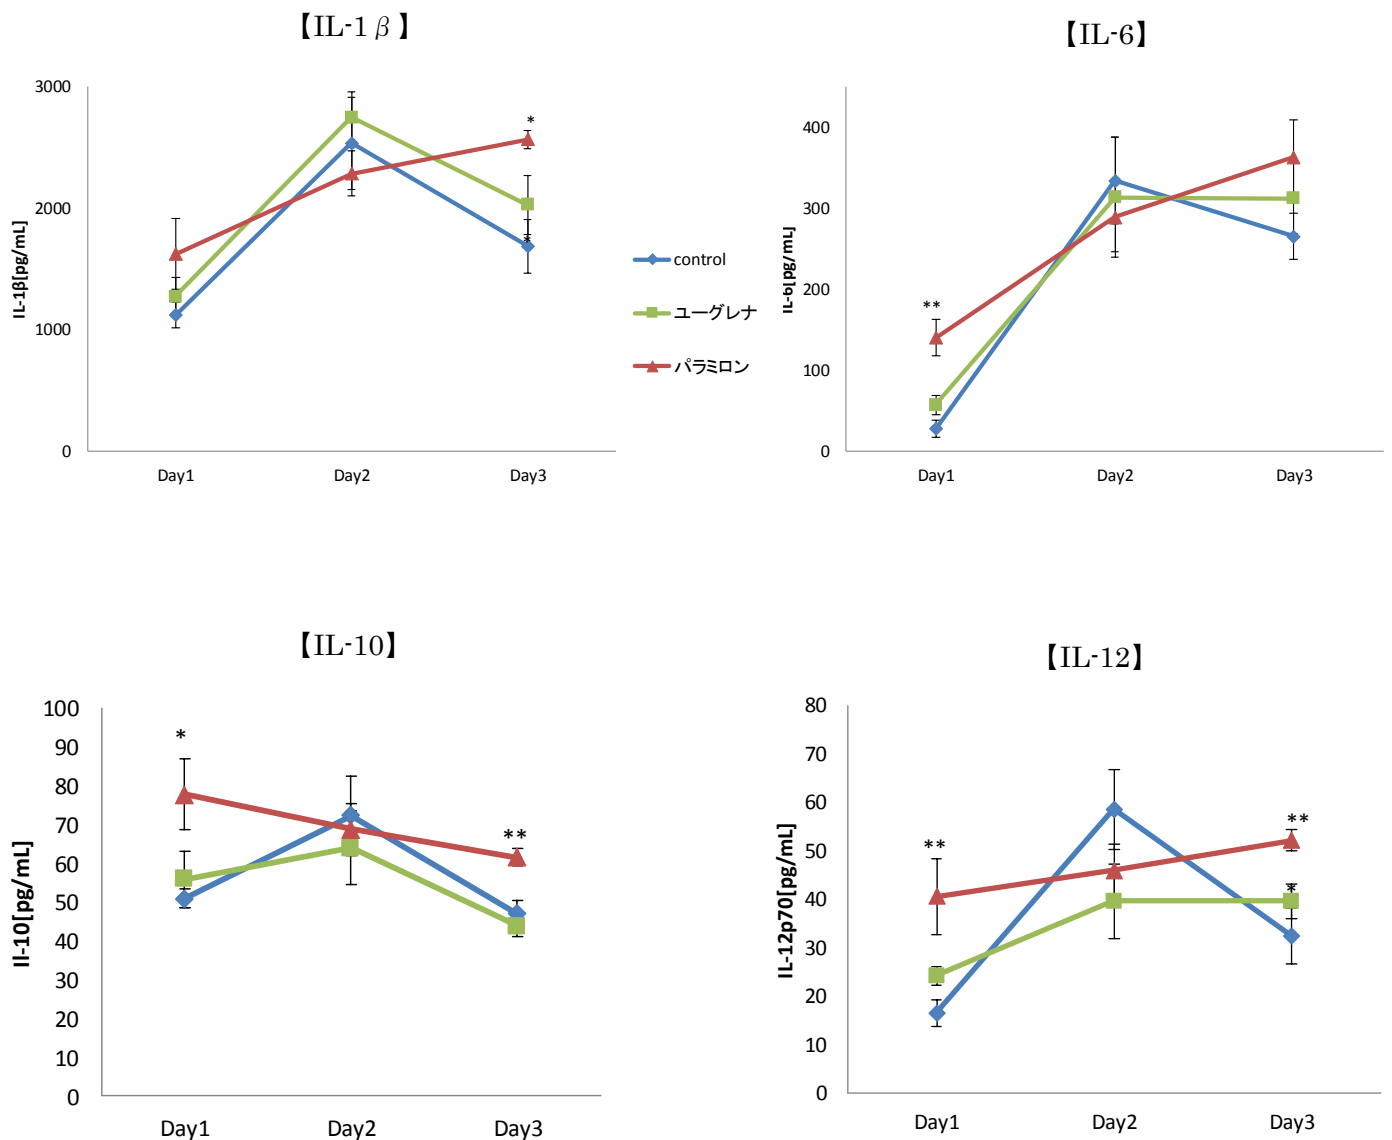 【IL-1β】
3000
2000
1000
0
IL-1β[pg/mL]
*
*
Day1 Day2 Day3
control
ユーグレナ
パラミロン
【IL-6】
400
300
200
100
0
IL-6[pg/mL]
**
Day1 Day2 Day3
【IL-10】
100
90
80
70
60
50
40
30
20
10
0
Il-10[pg/mL]
*
**
Day1 Day2 Day3
【IL-12】
80
70
60
50
40
30
20
10
0
IL-12p70[pg/mL]
**
**
*
Day1 Day2 Day3